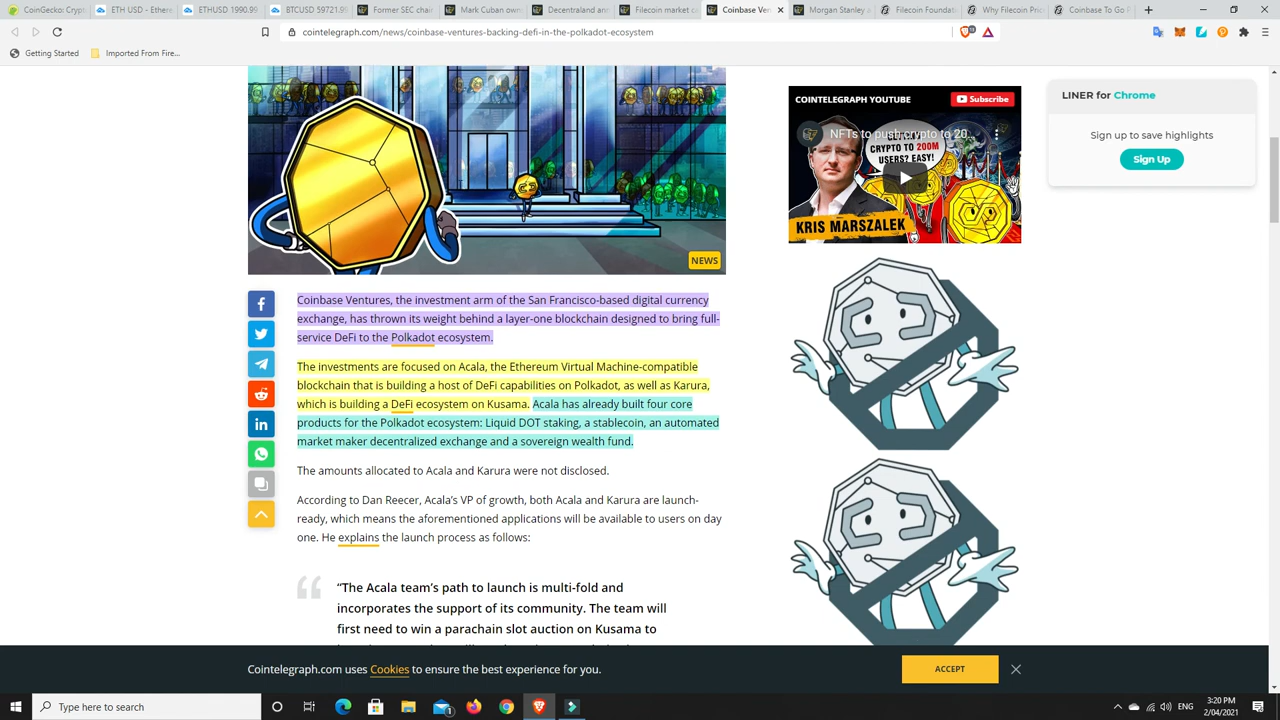 CoinGecko: Crypto
ETH USD - Ethere
ETHUSD 1990.99
BTCUSD 59721.99
Former SEC chair
Mark Cuban own
Decentraland and
Filecoin market ca
Coinbase Ven
Morgan Stanley a
Filecoin Foundati
Why Filecoin Pric
Coinbase To Go P
cointelegraph.com/news/coinbase-ventures-backing-defi-in-the-polkadot-ecosystem
Getting Started
Imported From Fire...
COINTELEGRAPH YOUTUBE
Subscribe
NFTs to push crypto to 20...
CRYPTO TO 200M
USERS? EASY!
KRIS MARSZALEK
LINER for Chrome
Sign up to save highlights
Sign Up
NEWS
Coinbase Ventures, the investment arm of the San Francisco-based digital currency
exchange, has thrown its weight behind a layer-one blockchain designed to bring full-
service DeFi to the Polkadot ecosystem.
The investments are focused on Acala, the Ethereum Virtual Machine-compatible
blockchain that is building a host of DeFi capabilities on Polkadot, as well as Karura,
which is building a DeFi ecosystem on Kusama. Acala has already built four core
products for the Polkadot ecosystem: Liquid DOT staking, a stablecoin, an automated
market maker decentralized exchange and a sovereign wealth fund.
The amounts allocated to Acala and Karura were not disclosed.
According to Dan Reecer, Acala's VP of growth, both Acala and Karura are launch-
ready, which means the aforementioned applications will be available to users on day
one. He explains the launch process as follows:
“The Acala team's path to launch is multi-fold and
incorporates the support of its community. The team will
first need to win a parachain slot auction on Kusama to
Cointelegraph.com uses Cookies to ensure the best experience for you.
ACCEPT
Type here to search
ENG
3:20 PM
2/04/2021